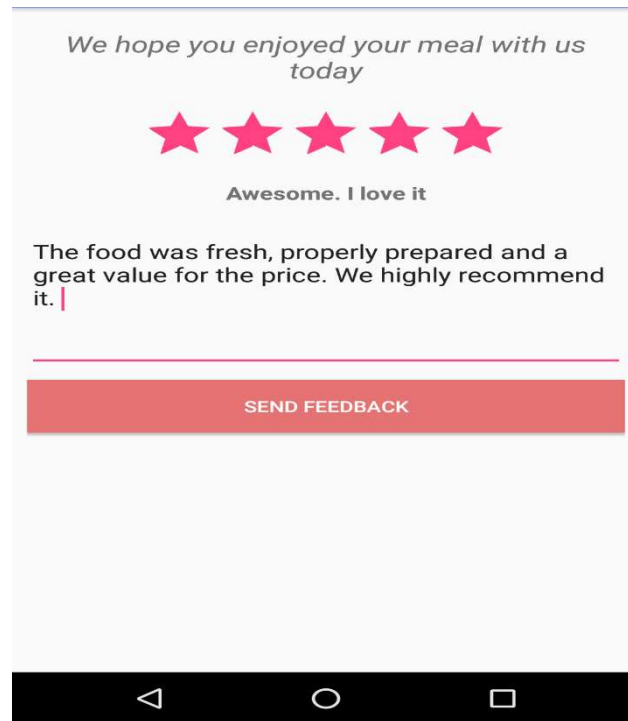 We hope you enjoyed your meal with us
today
Awesome. I love it
The food was fresh, properly prepared and a
great value for the price. We highly recommend
it.
SEND FEEDBACK